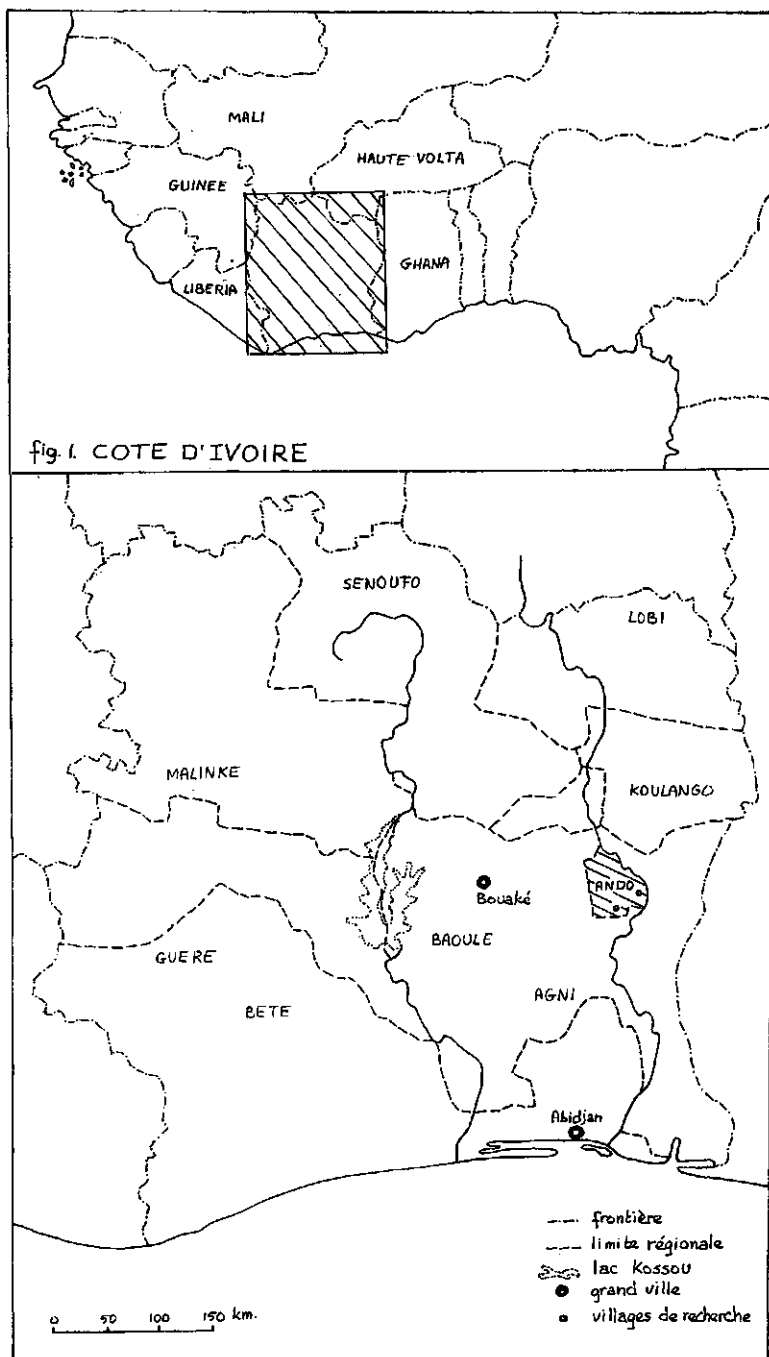 MALI
HAUTE VOLTA
GUINEE
GHANA
LIBERIA
fig. 1. COTE D'IVOIRE
SENOUFO
LOBI
MALINKE
KOULANGO
ANDO
Bouaké
BAOULE
GUERE
AGNI
BETE
Abidjan
frontière
limite régionale
lac Kossou
grand ville
villages de recherche
0 50 100 150 km.